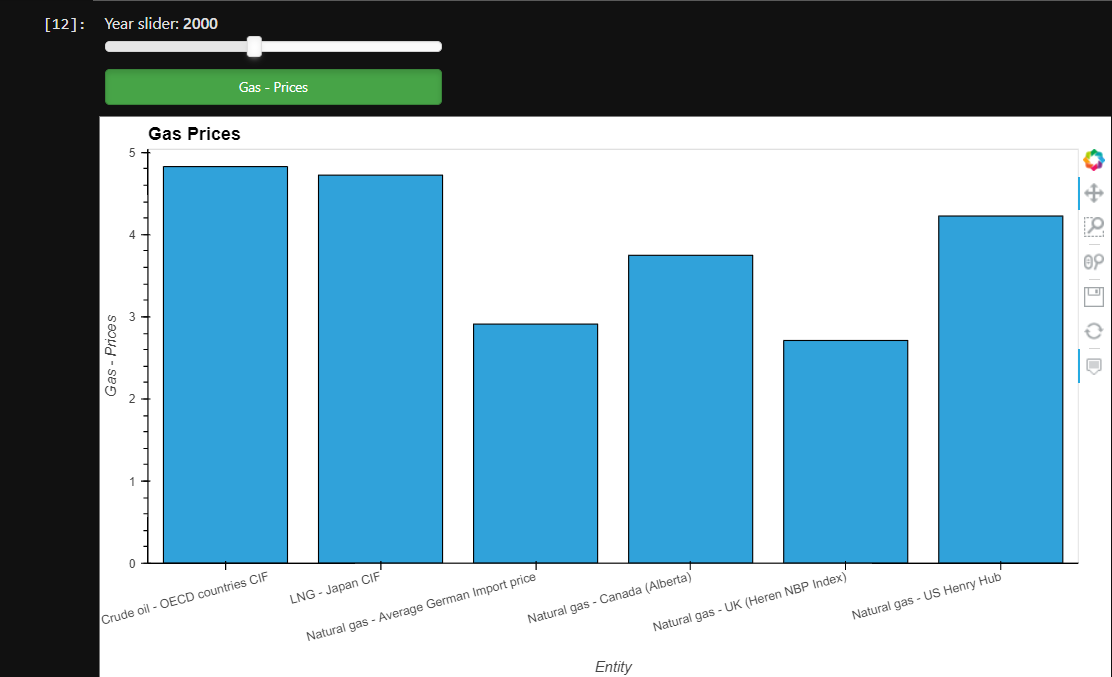 [12]:
Year slider: 2000
Gas - Prices
Gas Prices
5
4
3
2
1
0
Gas - Prices
Crude oil - OECD countries CIF
LNG - Japan CIF
Natural gas - Average German Import price
Natural gas - Canada (Alberta)
Natural gas - UK (Heren NBP Index)
Natural gas - US Henry Hub
Entity